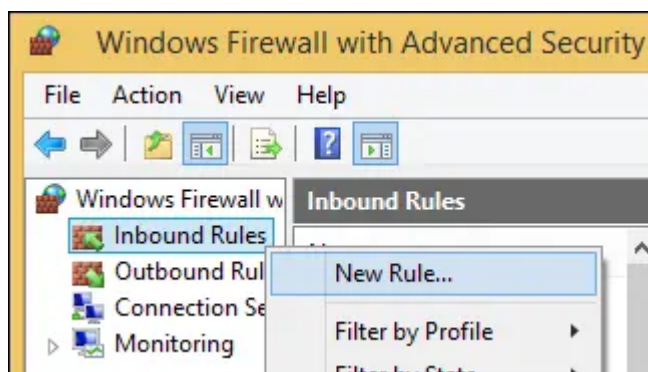 Windows Firewall with Advanced Security
File Action View Help
Windows Firewall w
Inbound Rules
Inbound Rules
Outbound Rul
New Rule...
Connection Se
Filter by Profile
Monitoring